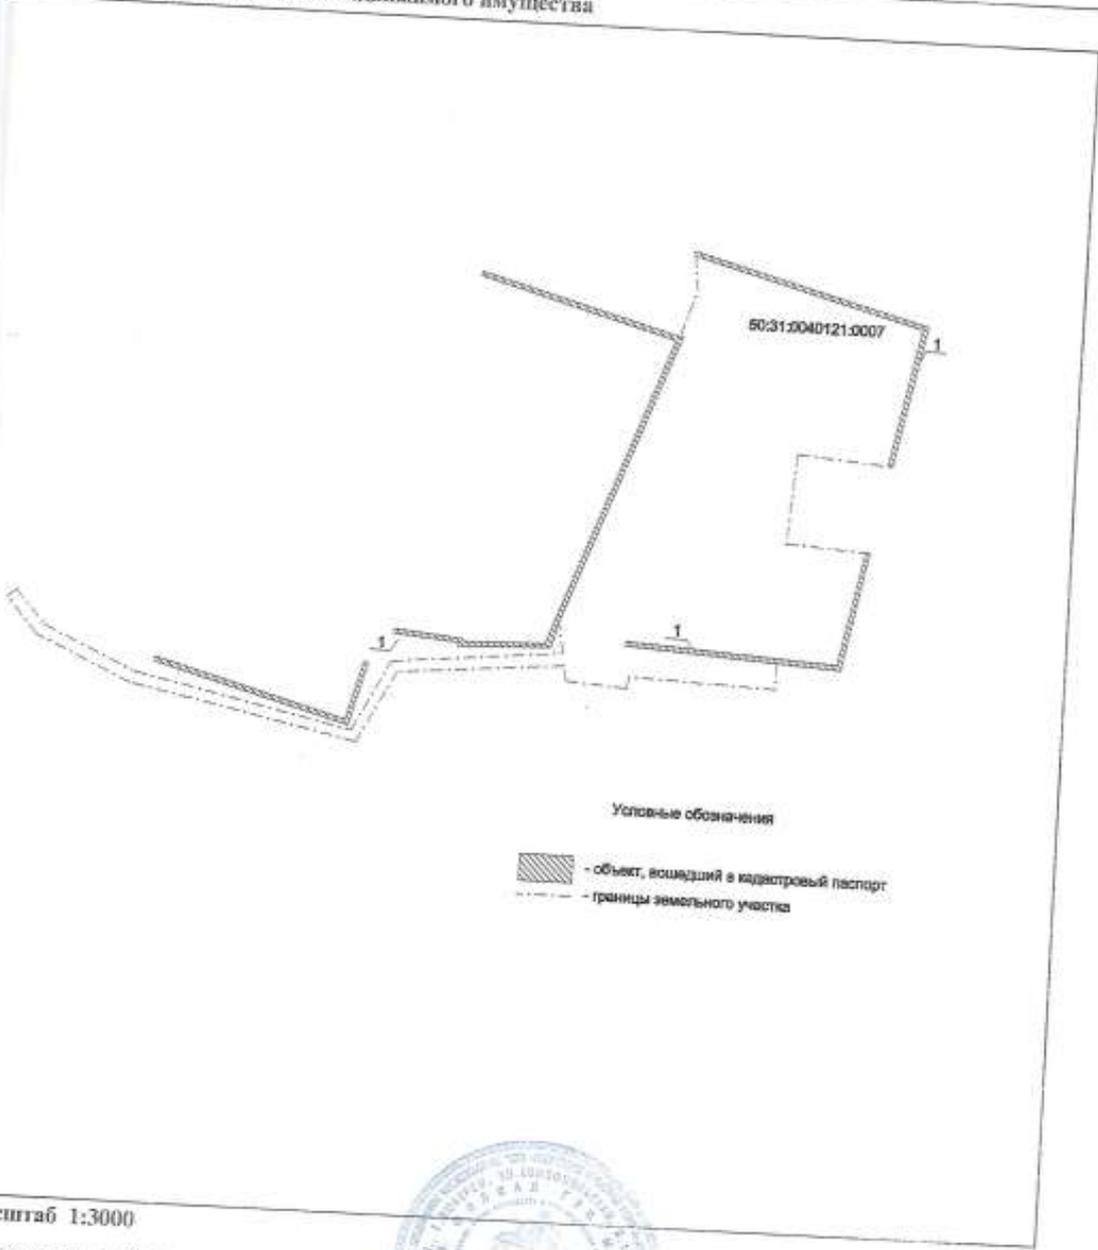 имущества
50:31:0040121:0007
1
1
1
Условные обозначения
- объект, вошедший в кадастровый паспорт
- границы земельного участка
1:3000